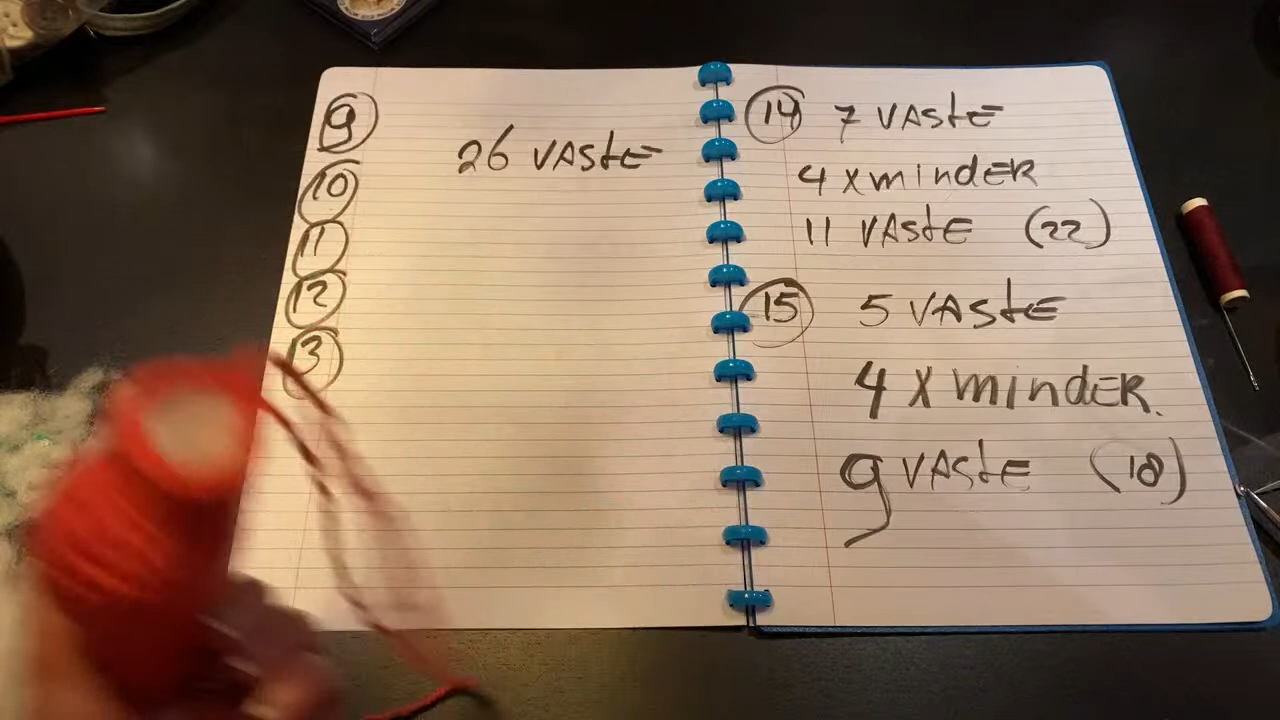 9
26 VASTE
10
11
12
3
14 7 VASTE
4 x minder
11 VASTE (22)
15 5 VASTE
4 x minder.
9 VASTE (18)